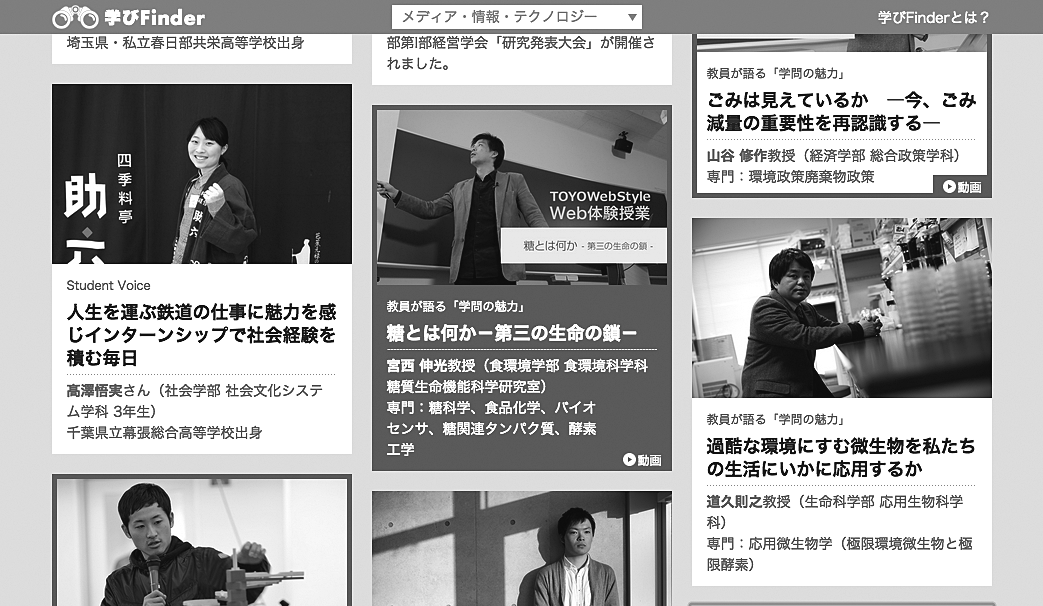 学びFinder
メディア・情報・テクノロジー ▼
学びFinderとは？
埼玉県・私立春日部共栄高等学校出身
四季料亭
助六
助六
Student Voice
人生を運ぶ鉄道の仕事に魅力を感
じインターンシップで社会経験を
積む毎日
高澤悟実さん（社会学部 社会文化システ
ム学科 3年生）
千葉県立幕張総合高等学校出身
部第I部経営学会「研究発表大会」が開催さ
れました。
TOYOWebStyle
Web体験授業
糖とは何か - 第三の生命の鎖 -
教員が語る「学問の魅力」
糖とは何か－第三の生命の鎖－
宮西 伸光教授（食環境学部 食環境科学科
糖質生命機能科学研究室）
専門：糖科学、食品化学、バイオ
センサ、糖関連タンパク質、酵素
工学
動画
教員が語る「学問の魅力」
ごみは見えているか　―今、ごみ
減量の重要性を再認識する―
山谷 修作教授（経済学部 総合政策学科）
専門：環境政策廃棄物政策
動画
教員が語る「学問の魅力」
過酷な環境にすむ微生物を私たち
の生活にいかに応用するか
道久則之教授（生命科学部 応用生物科学
科）
専門：応用微生物学（極限環境微生物と極
限酵素）